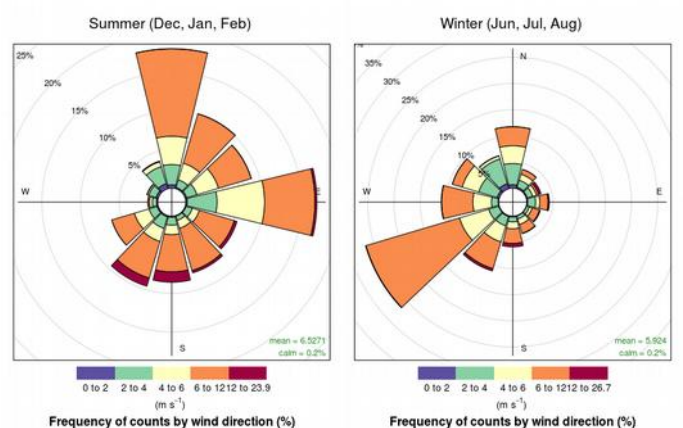 Summer (Dec, Jan, Feb)
25%
20%
15%
10%
5%
W
E
S
mean = 6.5271
calm = 0.2%
0 to 2 2 to 4 4 to 6 6 to 12 12 to 23.9
(m s⁻¹)
Frequency of counts by wind direction (%)
Winter (Jun, Jul, Aug)
N
35%
30%
25%
20%
15%
10%
5%
W
E
S
mean = 5.924
calm = 0.2%
0 to 2 2 to 4 4 to 6 6 to 12 12 to 26.7
(m s⁻¹)
Frequency of counts by wind direction (%)